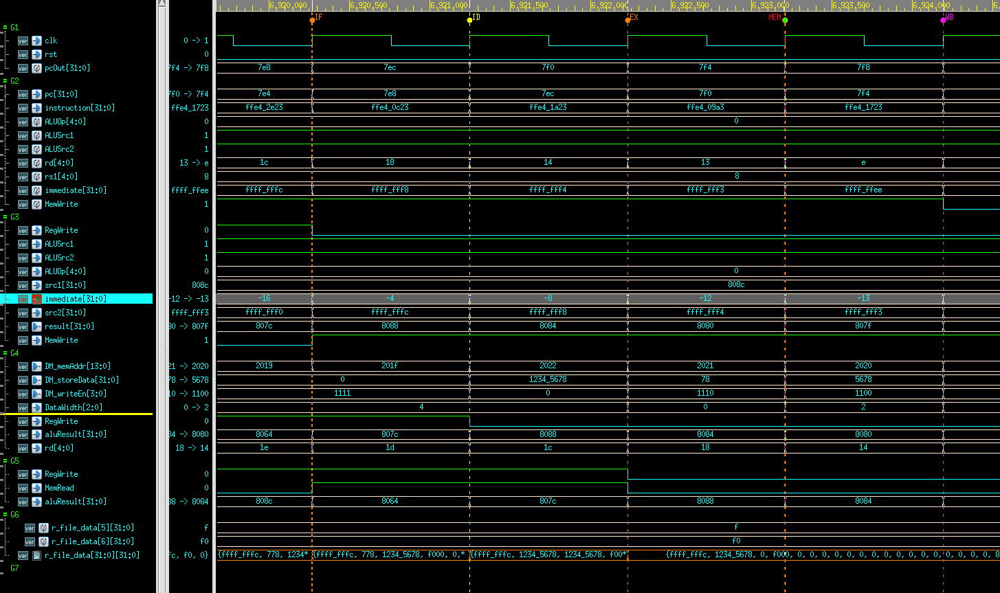 6,920,000 6,920,500 6,921,000 6,921,500 6,922,000 6,922,500 6,923,000 6,923,500 6,924,000
IF ID EX MEM WB
G1
ver clk 0 -> 1
ver rst 0
ver pcOut[31:0] 7f4 -> 7f8 7e8 7ec 7f0 7f4 7f8
G2
ver pc[31:0] 7f0 -> 7f4 7e4 7e8 7ec 7f0 7f4
ver instruction[31:0] ffe4_1723 ffe4_2e23 ffe4_0c23 ffe4_1a23 ffe4_09a3 ffe4_1723
ver ALUOp[4:0] 0 0
ver ALUSrc1 1
ver ALUSrc2 1
ver rd[4:0] 13 -> e 1c 18 14 13 e
ver rs1[4:0] 8 8
ver immediate[31:0] ffff_ffee ffff_fffc ffff_fff8 ffff_fff4 ffff_fff3 ffff_ffee
ver MemWrite 1
G3
ver RegWrite 0
ver ALUSrc1 1
ver ALUSrc2 1
ver ALUOp[4:0] 0 0
ver src1[31:0] 808c 808c
ver immediate[31:0] -12 -> -13 -16 -4 -8 -12 -13
ver src2[31:0] ffff_fff3 ffff_fff0 ffff_fffc ffff_fff8 ffff_fff4 ffff_fff3
ver result[31:0] 80 -> 807f 807c 8088 8084 8080 807f
ver MemWrite 1
G4
ver DM_memAddr[13:0] 21 -> 2020 2019 201f 2022 2021 2020
ver DM_storeData[31:0] 78 -> 5678 0 1234_5678 78 5678
ver DM_writeEn[3:0] 10 -> 1100 1111 0 1110 1100
ver DataWidth[2:0] 0 -> 2 4 0 2
ver RegWrite 0
ver aluResult[31:0] 84 -> 8080 8064 807c 8088 8084 8080
ver rd[4:0] 18 -> 14 1e 1d 1c 18 14
G5
ver RegWrite 0
ver MemRead 0
ver aluResult[31:0] 88 -> 8084 808c 8064 807c 8088 8084
G6
ver r_file_data[5][31:0] f f
ver r_file_data[6][31:0] f0 f0
ver r_file_data[31:0][31:0] fc, f0, 0} {ffff_fffc, 778, 1234* {ffff_fffc, 778, 1234_5678, f000, 0,* {ffff_fffc, 1234_5678, 1234_5678, f00* {ffff_fffc, 1234_5678, 0, f000, 0, 0, 0, 0, 0, 0, 0, 0, 0, 0, 0, 0, 0, 0, 0, 8
G7